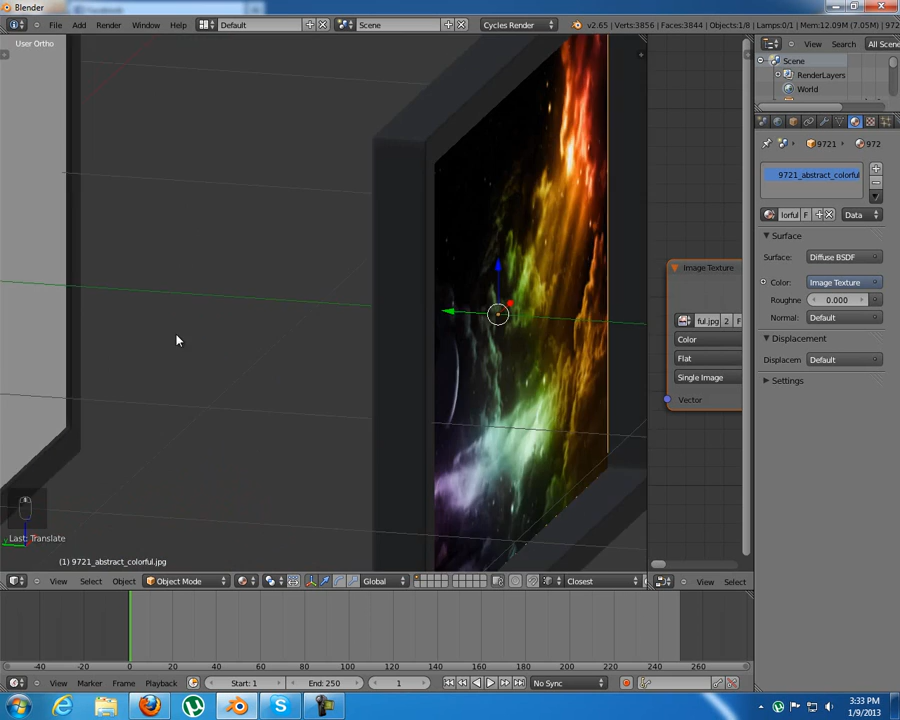 Blender
File Add Render Window Help Default Scene Cycles Render v2.65 | Verts:3856 | Faces:3844 | Objects:1/8 | Lamps:0/1 | Mem:12.09M (7.05M) | 972
User Ortho
View Search All Scene
Scene
RenderLayers
World
9721 972
9721_abstract_colorful
lorful F Data
Surface
Surface: Diffuse BSDF
Color: Image Texture
Roughne 0.000
Normal: Default
Displacement
Displacem Default
Settings
Image Texture
ful.jpg 2 F
Color
Flat
Single Image
Vector
Last: Translate
(1) 9721_abstract_colorful.jpg
View Select Object Object Mode Global Closest View Select
-40 -20 0 20 40 60 80 100 120 140 160 180 200 220 240 260
View Marker Frame Playback Start: 1 End: 250 1 No Sync
3:33 PM
1/9/2013